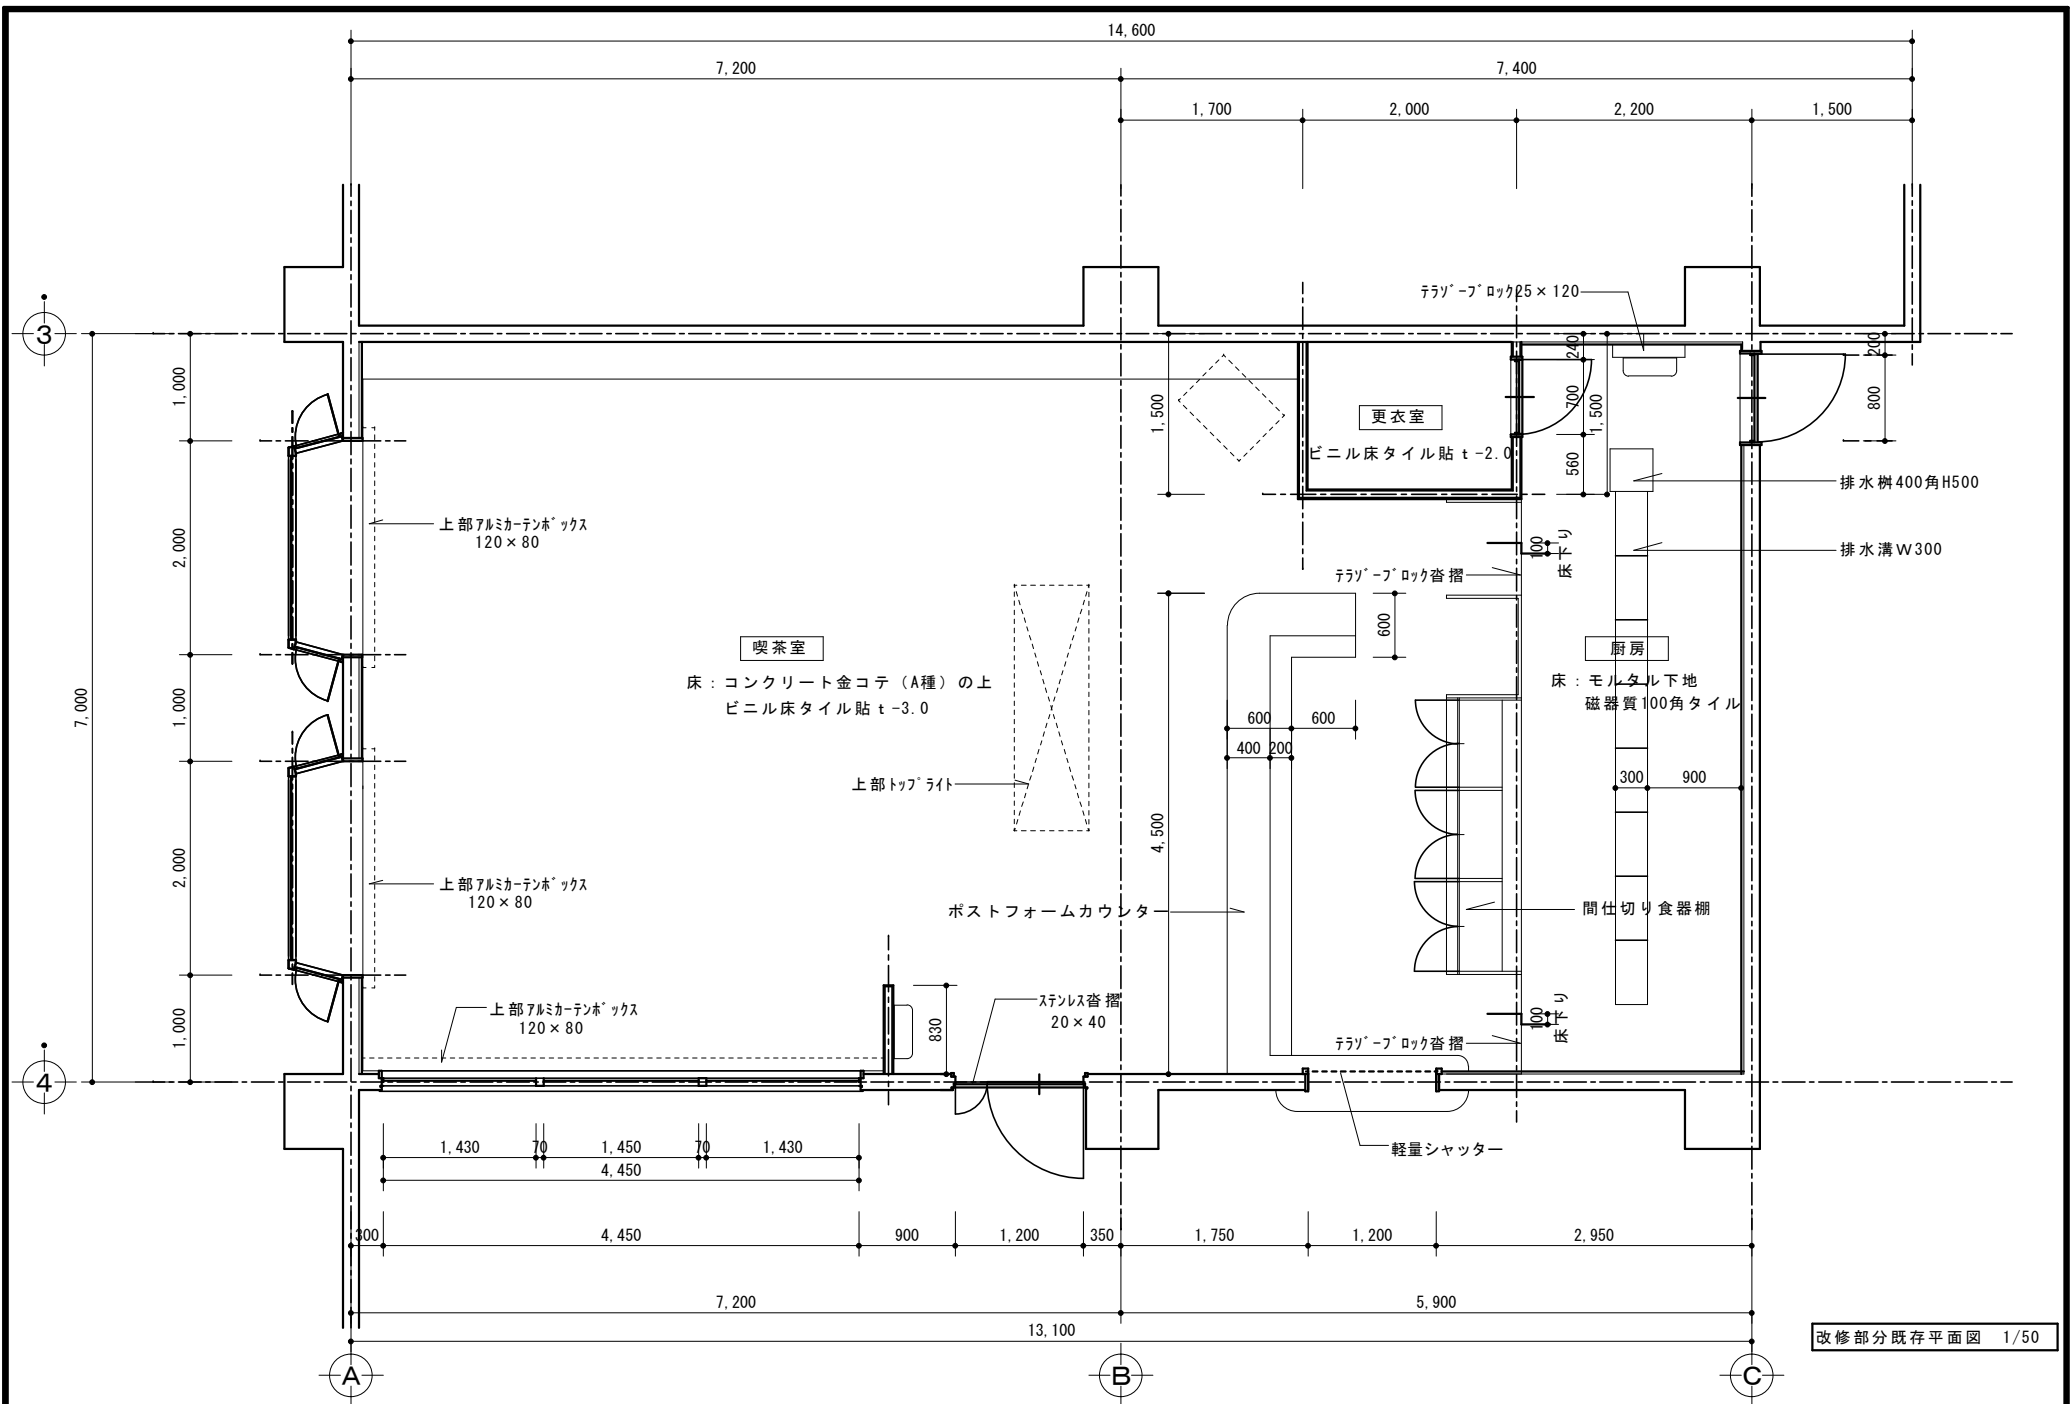 14,600
7,200
7,400
1,700
2,000
2,200
1,500
テラゾーブロック25×120
3
1,000
2,000
1,000
2,000
1,000
7,000
4
240
700
560
1,500
1,500
200
800
更衣室
ビニル床タイル貼 t-2.0
排水桝400角H500
排水溝W300
上部アルミカーテンボックス
120×80
100
床下り
テラゾーブロック沓摺
600
喫茶室
床：コンクリート金コテ（A種）の上
ビニル床タイル貼 t-3.0
厨房
床：モルタル下地
磁器質100角タイル
600
600
400
200
上部トップライト
300
900
4,500
上部アルミカーテンボックス
120×80
ポストフォームカウンター
間仕切り食器棚
上部アルミカーテンボックス
120×80
830
ステンレス沓摺
20×40
100
床下り
テラゾーブロック沓摺
軽量シャッター
1,430
70
1,450
70
1,430
4,450
300
4,450
900
1,200
350
1,750
1,200
2,950
7,200
5,900
13,100
改修部分既存平面図 1/50
A
B
C